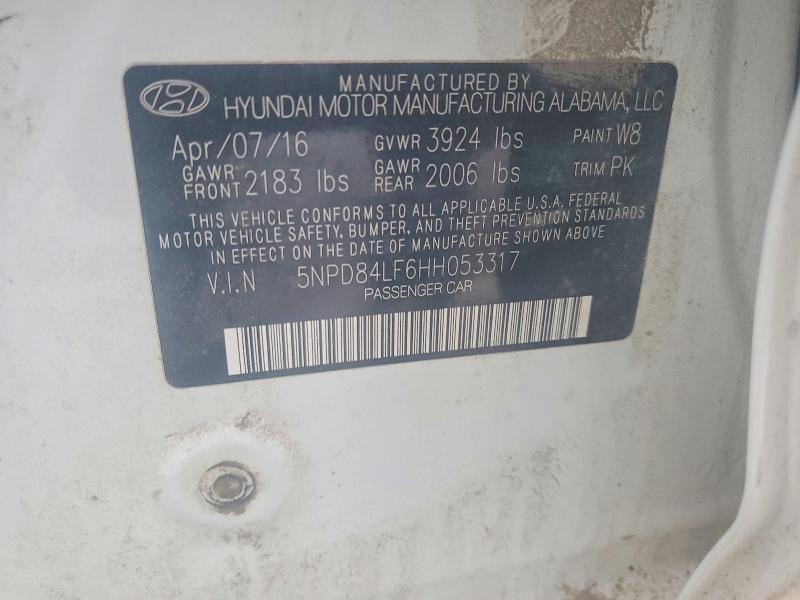 MANUFACTURED BY
HYUNDAI MOTOR MANUFACTURING ALABAMA, LLC
Apr/07/16 GVWR 3924 lbs PAINT W8
GAWR FRONT 2183 lbs GAWR REAR 2006 lbs TRIM PK
THIS VEHICLE CONFORMS TO ALL APPLICABLE U.S.A. FEDERAL
MOTOR VEHICLE SAFETY, BUMPER, AND THEFT PREVENTION STANDARDS
IN EFFECT ON THE DATE OF MANUFACTURE SHOWN ABOVE.
V.I.N 5NPD84LF6HH053317
PASSENGER CAR